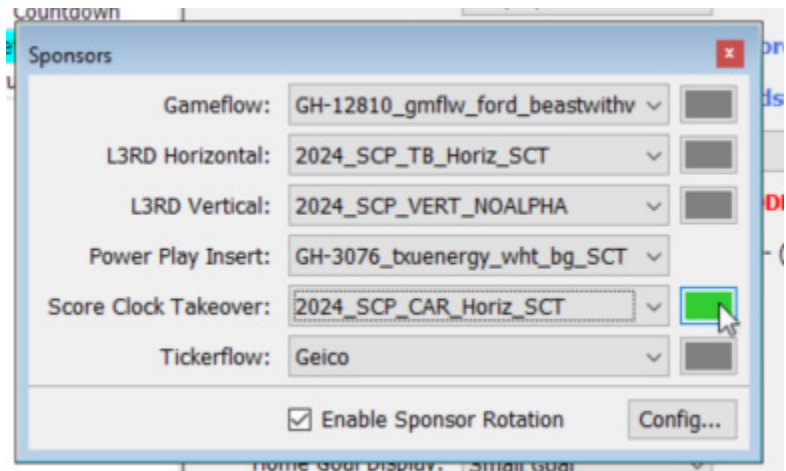 Countdown
Sponsors
x
Gameflow: GH-12810_gmflw_ford_beastwithv
L3RD Horizontal: 2024_SCP_TB_Horiz_SCT
L3RD Vertical: 2024_SCP_VERT_NOALPHA
Power Play Insert: GH-3076_txuenergy_wht_bg_SCT
Score Clock Takeover: 2024_SCP_CAR_Horiz_SCT
Tickerflow: Geico
Enable Sponsor Rotation Config...
Home Goal Display: Small Goal